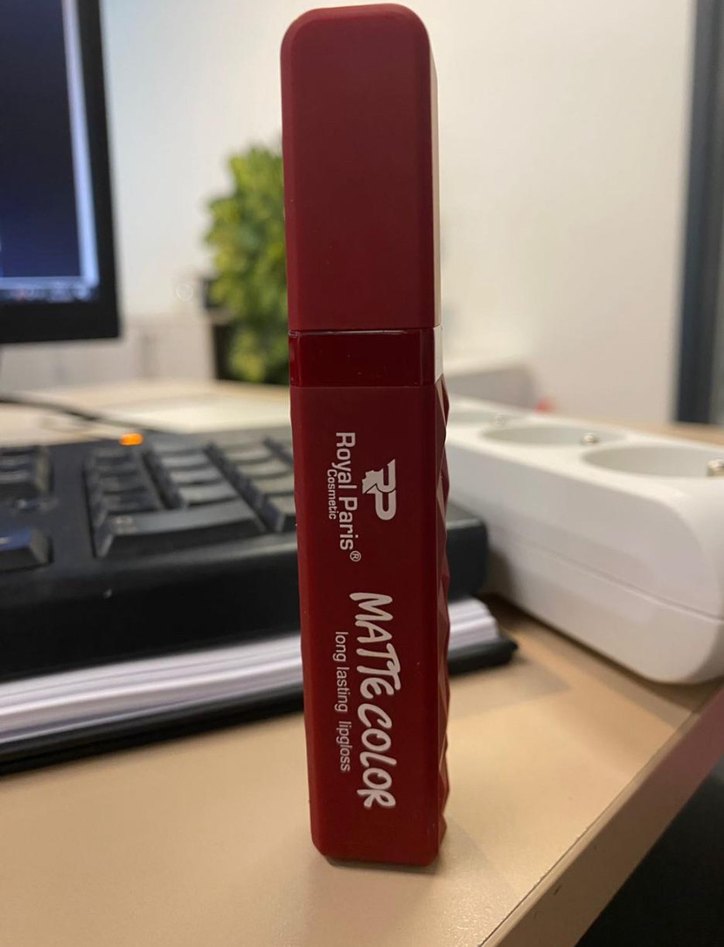 RP
Royal Paris®
Cosmetic
MATTE COLOR
long lasting lipgloss